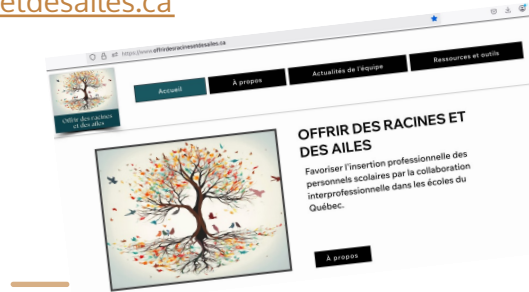 etdesailes.ca
https://www.offrirdesracinesetdesailes.ca
Offrir des racines
et des ailes
Accueil
À propos
Actualités de l'équipe
Ressources et outils
OFFRIR DES RACINES ET
DES AILES
Favoriser l'insertion professionnelle des
personnels scolaires par la collaboration
interprofessionnelle dans les écoles du
Québec.
À propos